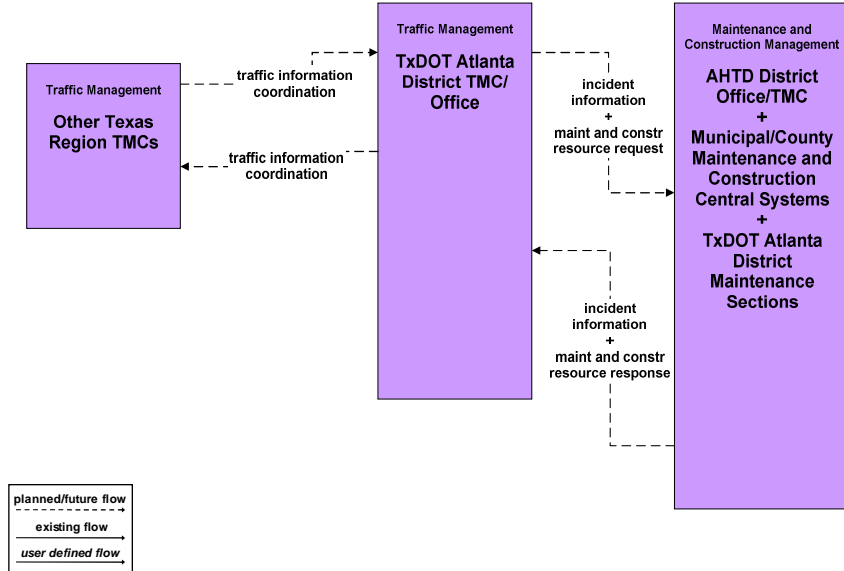 Traffic Management
Other Texas
Region TMCs
traffic information
coordination
traffic information
coordination
Traffic Management
TxDOT Atlanta
District TMC/
Office
incident
information
+
maint and constr
resource request
incident
information
+
maint and constr
resource response
Maintenance and
Construction Management
AHTD District
Office/TMC
+
Municipal/County
Maintenance and
Construction
Central Systems
+
TxDOT Atlanta
District
Maintenance
Sections
planned/future flow
existing flow
user defined flow